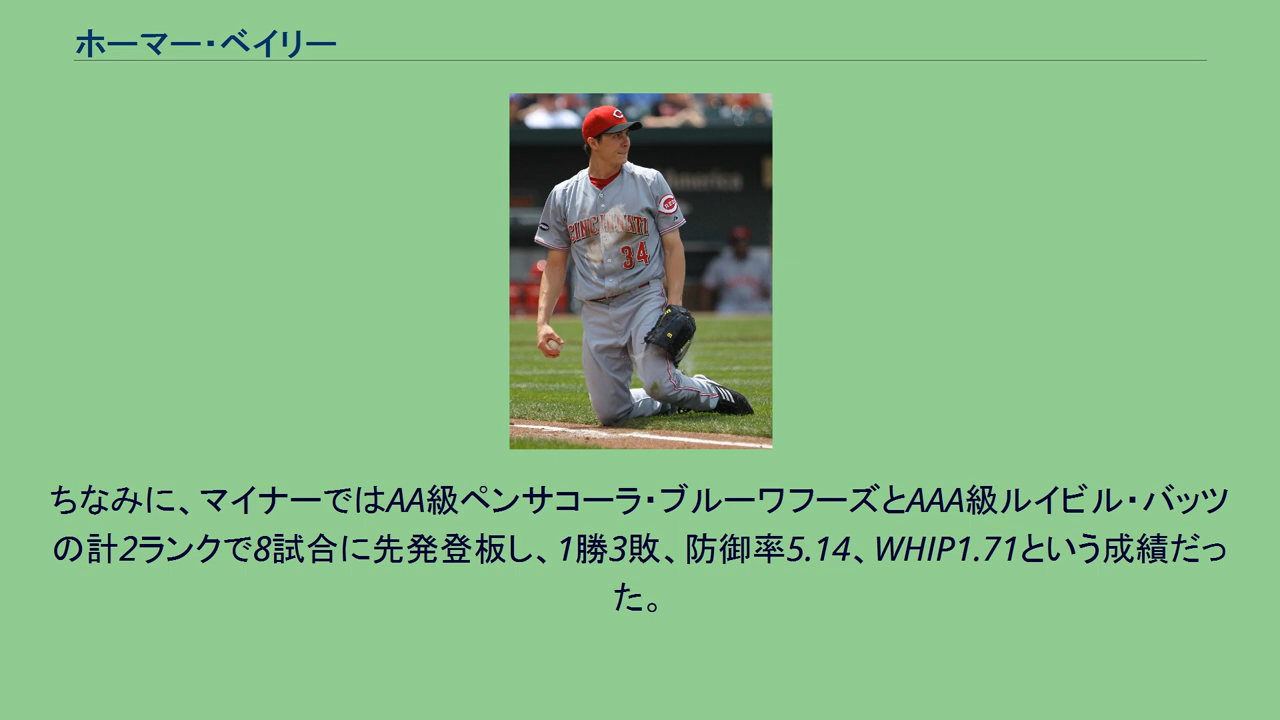 ホーマー・ベイリー
America
CINCINNATI
34
REDS
ちなみに、マイナーではAA級ペンサコーラ・ブルーワフーズとAAA級ルイビル・バッツ
の計2ランクで8試合に先発登板し、1勝3敗、防御率5.14、WHIP1.71という成績だっ
た。